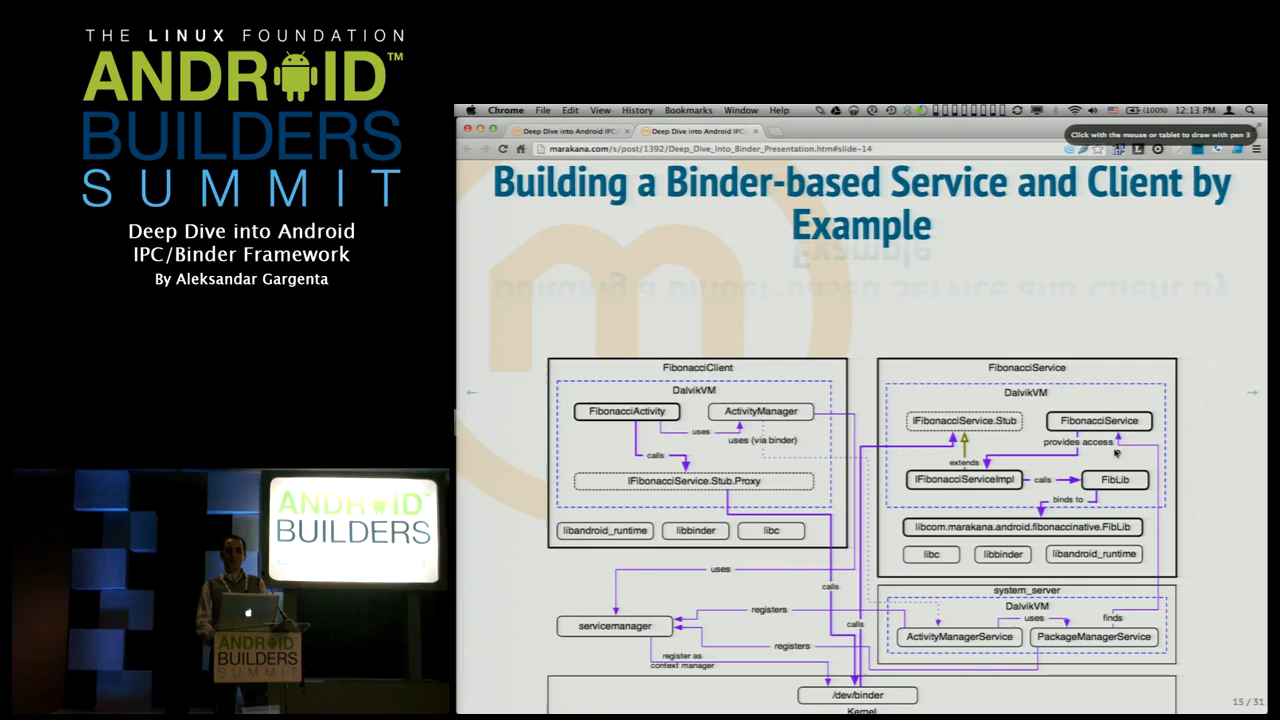 THE LINUX FOUNDATION
ANDROID™
BUILDERS
SUMMIT
Deep Dive into Android
IPC/Binder Framework
By Aleksandar Gargenta
ANDROID
BUILDERS
ANDROID
BUILDERS
SUMMIT
Chrome File Edit View History Bookmarks Window Help (100%) 12:13 PM
Deep Dive into Android IPC/ Deep Dive into Android IPC/
Click with the mouse or tablet to draw with pen 3
marakana.com/s/post/1392/Deep_Dive_Into_Binder_Presentation.htm#slide-14
Building a Binder-based Service and Client by
Example
FibonacciClient
DalvikVM
FibonacciActivity
ActivityManager
uses
uses (via binder)
calls
IFibonacciService.Stub.Proxy
libandroid_runtime
libbinder
libc
FibonacciService
DalvikVM
IFibonacciService.Stub
FibonacciService
provides access
extends
IFibonacciServiceImpl
calls
FibLib
binds to
libcom.marakana.android.fibonaccinative.FibLib
libc
libbinder
libandroid_runtime
uses
calls
system_server
DalvikVM
registers
uses
finds
calls
servicemanager
ActivityManagerService
PackageManagerService
registers
register as
context manager
/dev/binder
Kernel
15 / 31